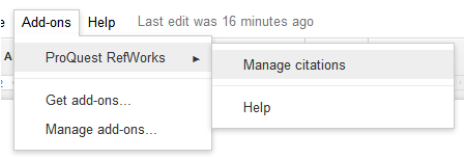 Add-ons Help Last edit was 16 minutes ago
A
ProQuest RefWorks Manage citations
Get add-ons...
Help
Manage add-ons...